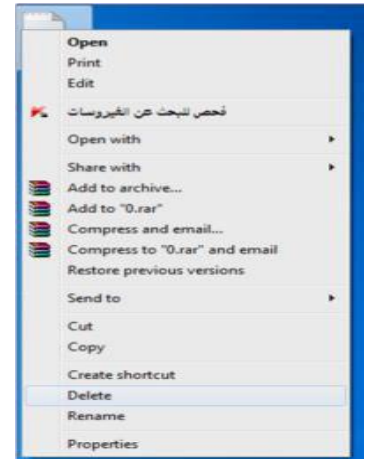 Open
Print
Edit
فحص للبحث عن الفيروسات
Open with
Share with
Add to archive...
Add to "0.rar"
Compress and email...
Compress to "0.rar" and email
Restore previous versions
Send to
Cut
Copy
Create shortcut
Delete
Rename
Properties